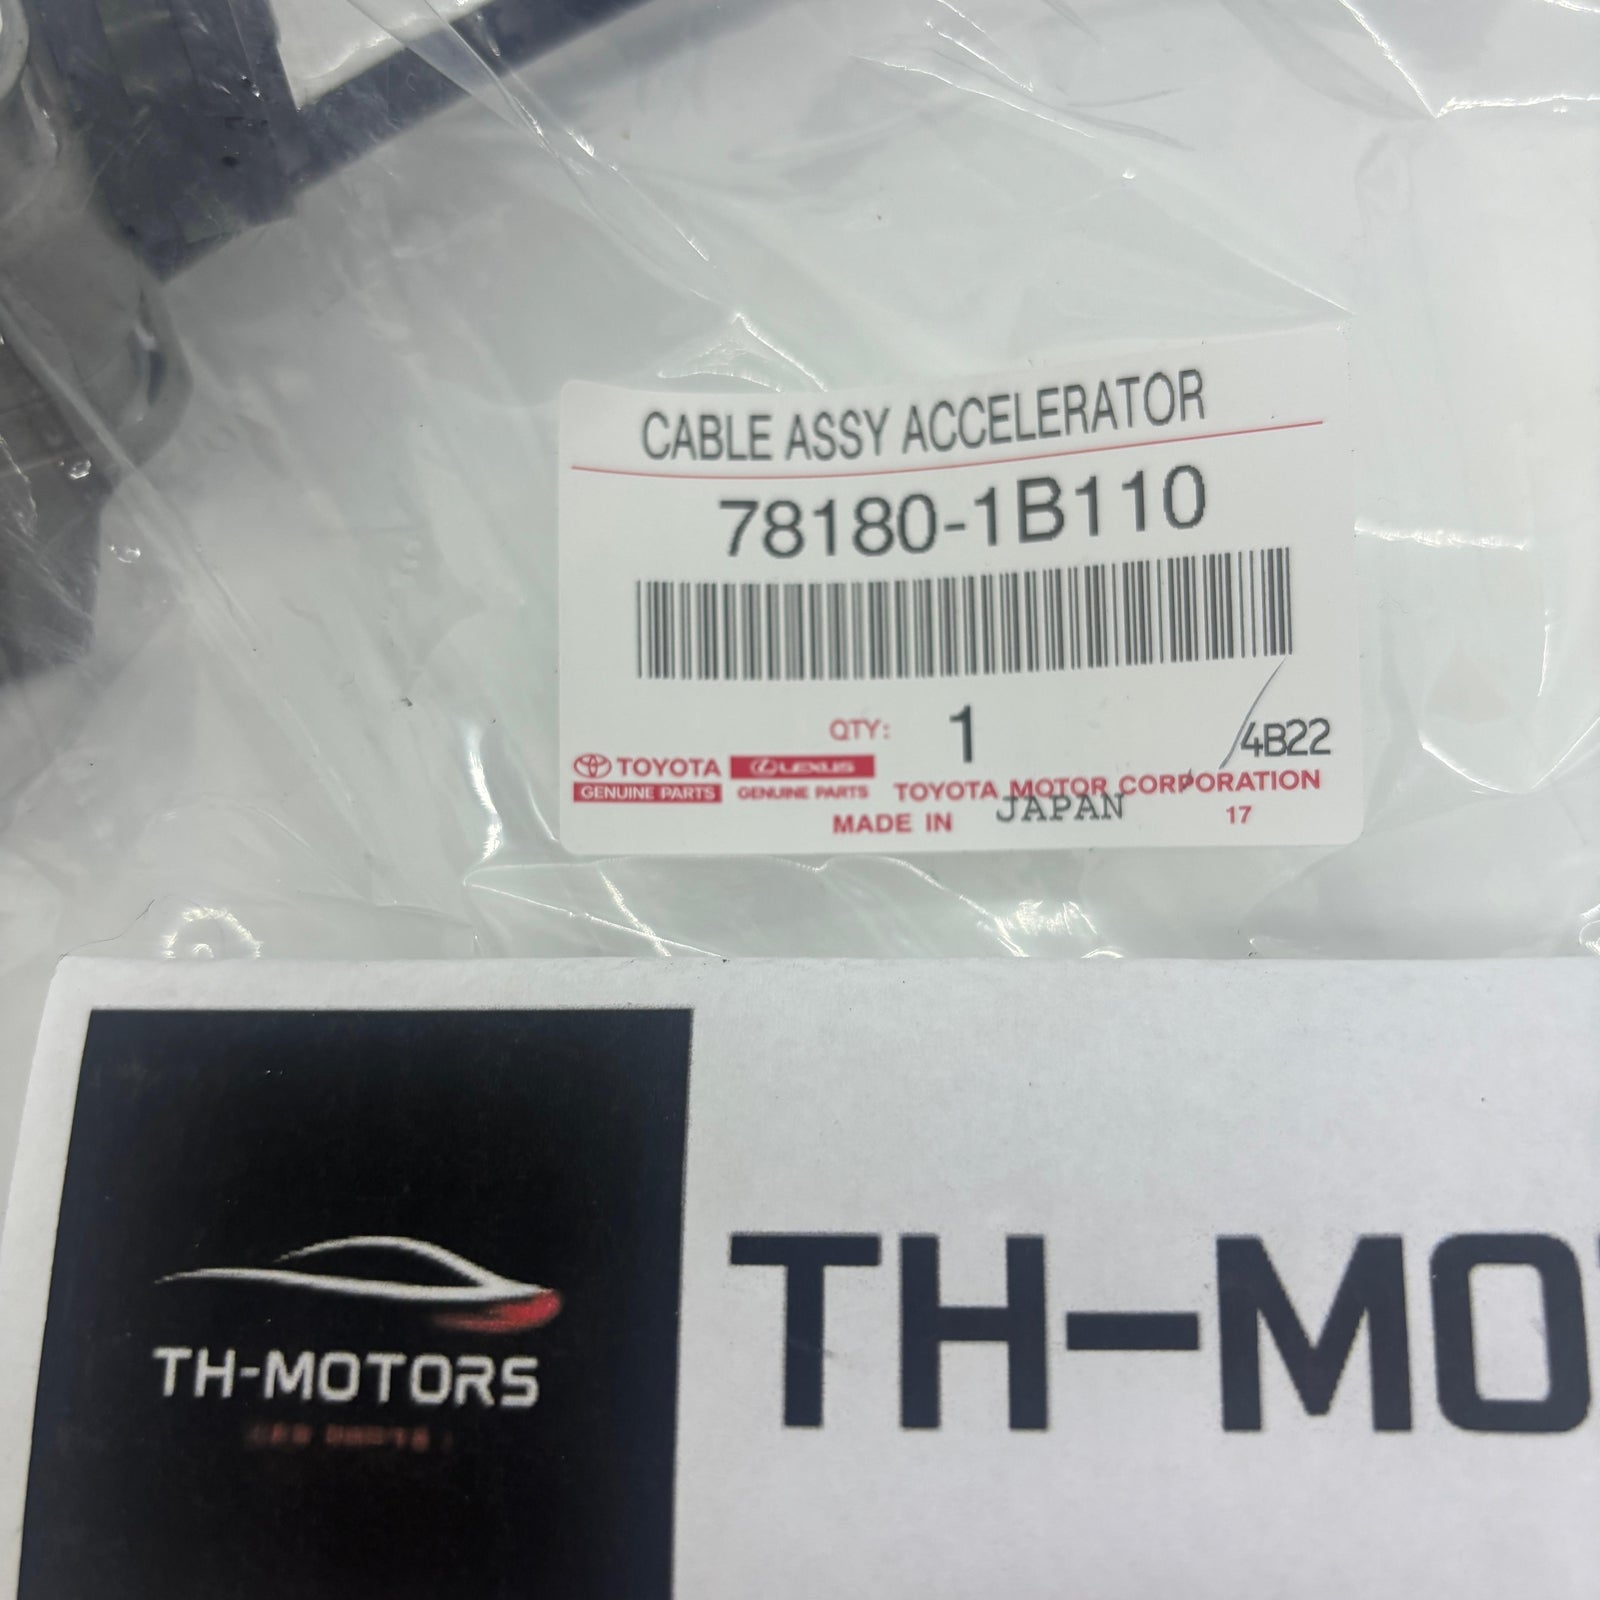 CABLE ASSY ACCELERATOR
78180-1B110
QTY: 1
4B22
TOYOTA
GENUINE PARTS
LEXUS
GENUINE PARTS
TOYOTA MOTOR CORPORATION
MADE IN JAPAN
17
TH-MOTORS
TH-MO